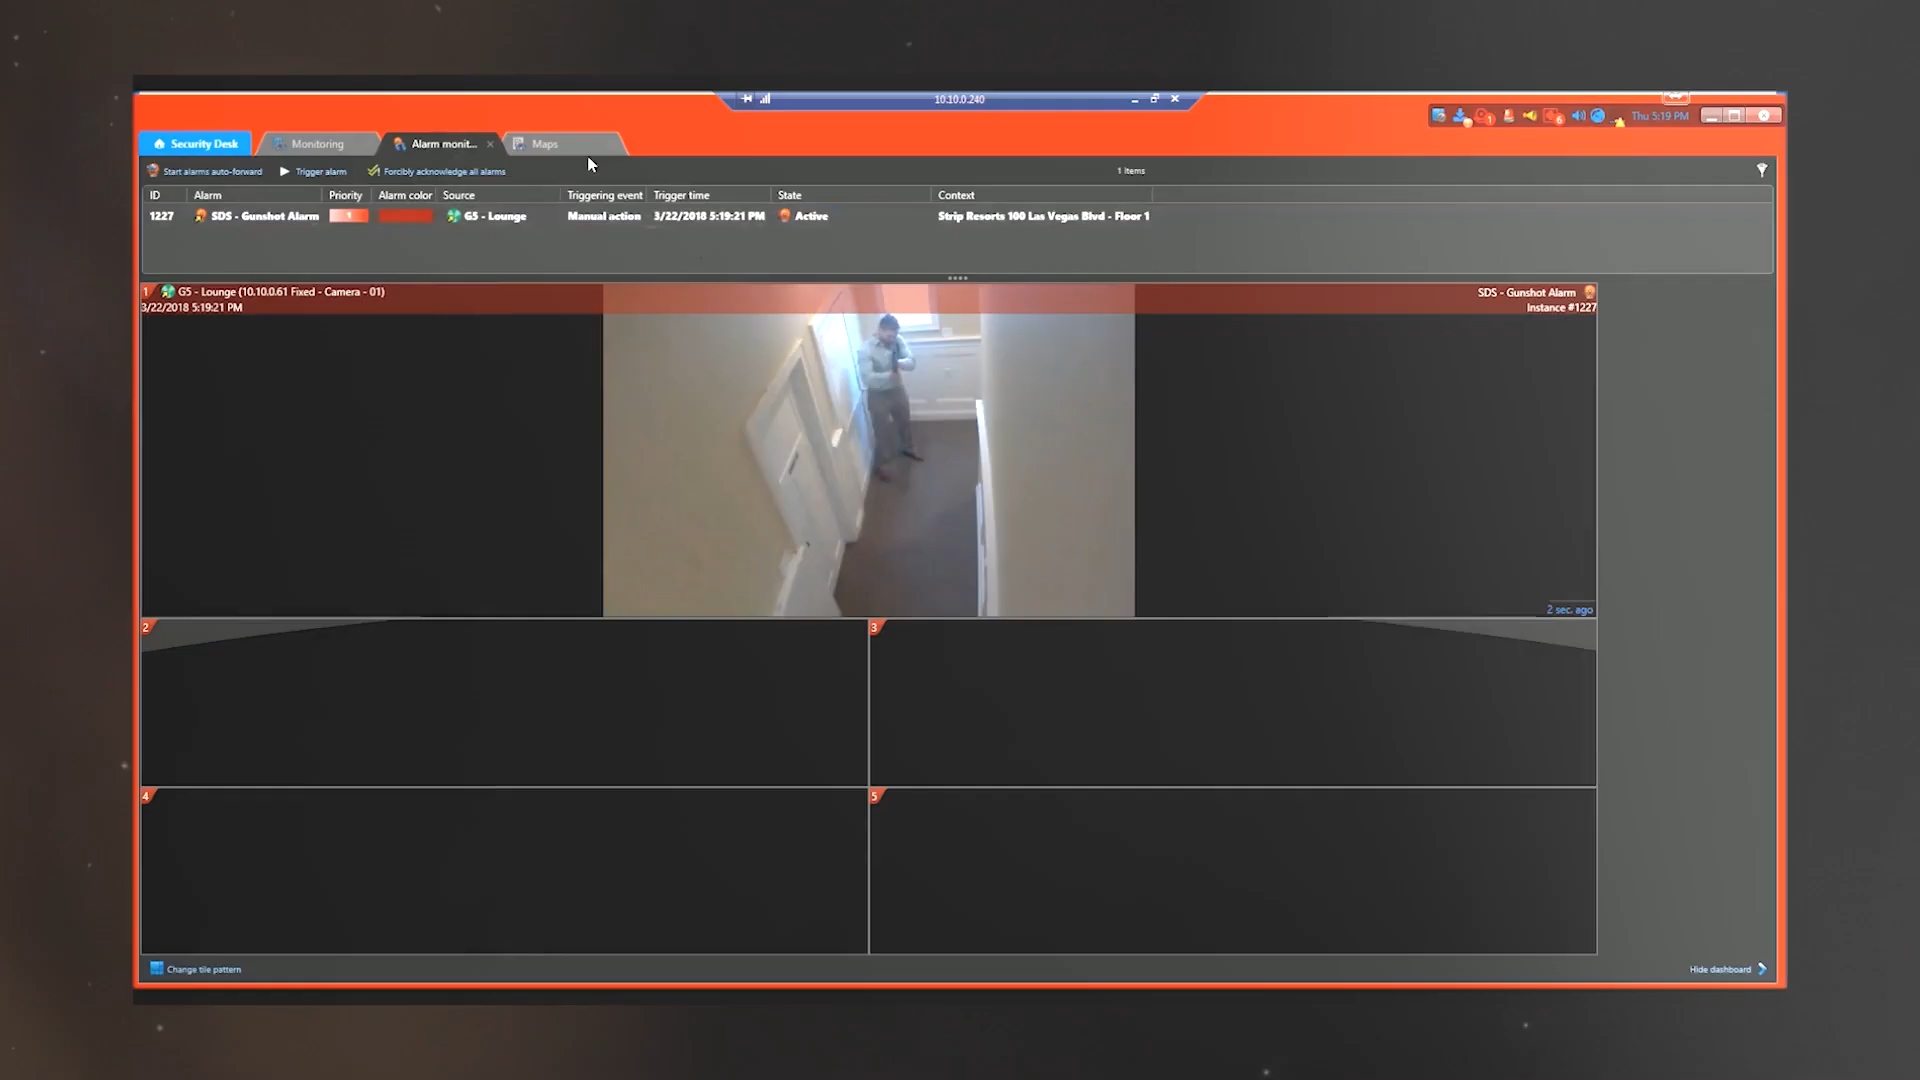 10.10.0.240
1
6
Thu 5:19 PM
Security Desk
Monitoring
Alarm monit...
Maps
Start alarms auto-forward
Trigger alarm
Forcibly acknowledge all alarms
1 Items
ID Alarm Priority Alarm color Source Triggering event Trigger time State Context
1227 SDS - Gunshot Alarm 1 G5 - Lounge Manual action 3/22/2018 5:19:21 PM Active Strip Resorts 100 Las Vegas Blvd - Floor 1
1 G5 - Lounge (10.10.0.61 Fixed - Camera - 01)
3/22/2018 5:19:21 PM
SDS - Gunshot Alarm
Instance #1227
2 sec. ago
2
3
4
5
Change tile pattern
Hide dashboard